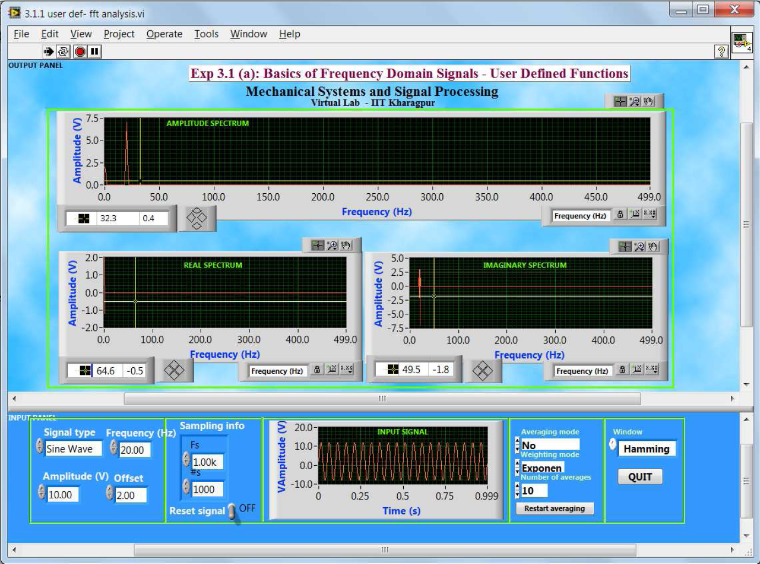 3.1.1 user def- fft analysis.vi
File Edit View Project Operate Tools Window Help
OUTPUT PANEL
Exp 3.1 (a): Basics of Frequency Domain Signals - User Defined Functions
Mechanical Systems and Signal Processing
Virtual Lab - IIT Kharagpur
AMPLITUDE SPECTRUM
Amplitude (V)
7.5
5.0
2.5
0.0
0.0 50.0 100.0 150.0 200.0 250.0 300.0 350.0 400.0 450.0 499.0
Frequency (Hz)
32.3 0.4
Frequency (Hz)
REAL SPECTRUM
Amplitude (V)
2.0
1.0
0.0
-1.0
-2.0
0.0 100.0 200.0 300.0 400.0 499.0
Frequency (Hz)
64.6 -0.5
Frequency (Hz)
IMAGINARY SPECTRUM
Amplitude (V)
5.0
2.5
0.0
-2.5
-5.0
-7.5
0.0 100.0 200.0 300.0 400.0 499.0
Frequency (Hz)
49.5 -1.8
Frequency (Hz)
INPUT PANEL
Signal type Frequency (Hz)
Sine Wave 20.00
Amplitude (V) Offset
10.00 2.00
Sampling info
Fs
1.00k
#s
1000
Reset signal OFF
INPUT SIGNAL
VAmplitude (V)
20.0
10.0
0.0
-10.0
0 0.25 0.5 0.75 0.999
Time (s)
Averaging mode
No
Weighting mode
Exponen
Number of averages
10
Restart averaging
Window
Hamming
QUIT